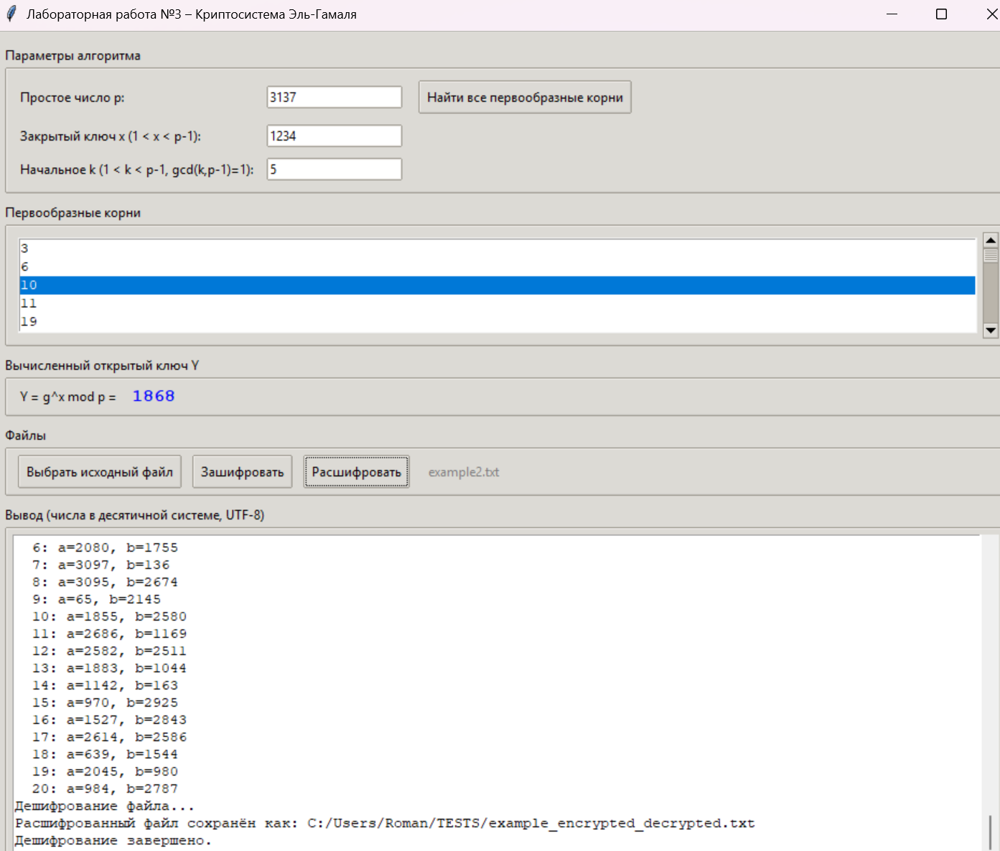 Лабораторная работа №3 – Криптосистема Эль-Гамаля
Параметры алгоритма
Простое число p: 3137 Найти все первообразные корни
Закрытый ключ x (1 < x < p-1): 1234
Начальное k (1 < k < p-1, gcd(k,p-1)=1): 5
Первообразные корни
3
6
10
11
19
Вычисленный открытый ключ Y
Y = g^x mod p = 1868
Файлы
Выбрать исходный файл Зашифровать Расшифровать example2.txt
Вывод (числа в десятичной системе, UTF-8)
6: a=2080, b=1755
7: a=3097, b=136
8: a=3095, b=2674
9: a=65, b=2145
10: a=1855, b=2580
11: a=2686, b=1169
12: a=2582, b=2511
13: a=1883, b=1044
14: a=1142, b=163
15: a=970, b=2925
16: a=1527, b=2843
17: a=2614, b=2586
18: a=639, b=1544
19: a=2045, b=980
20: a=984, b=2787
Дешифрование файла...
Расшифрованный файл сохранён как: C:/Users/Roman/TESTS/example_encrypted_decrypted.txt
Дешифрование завершено.